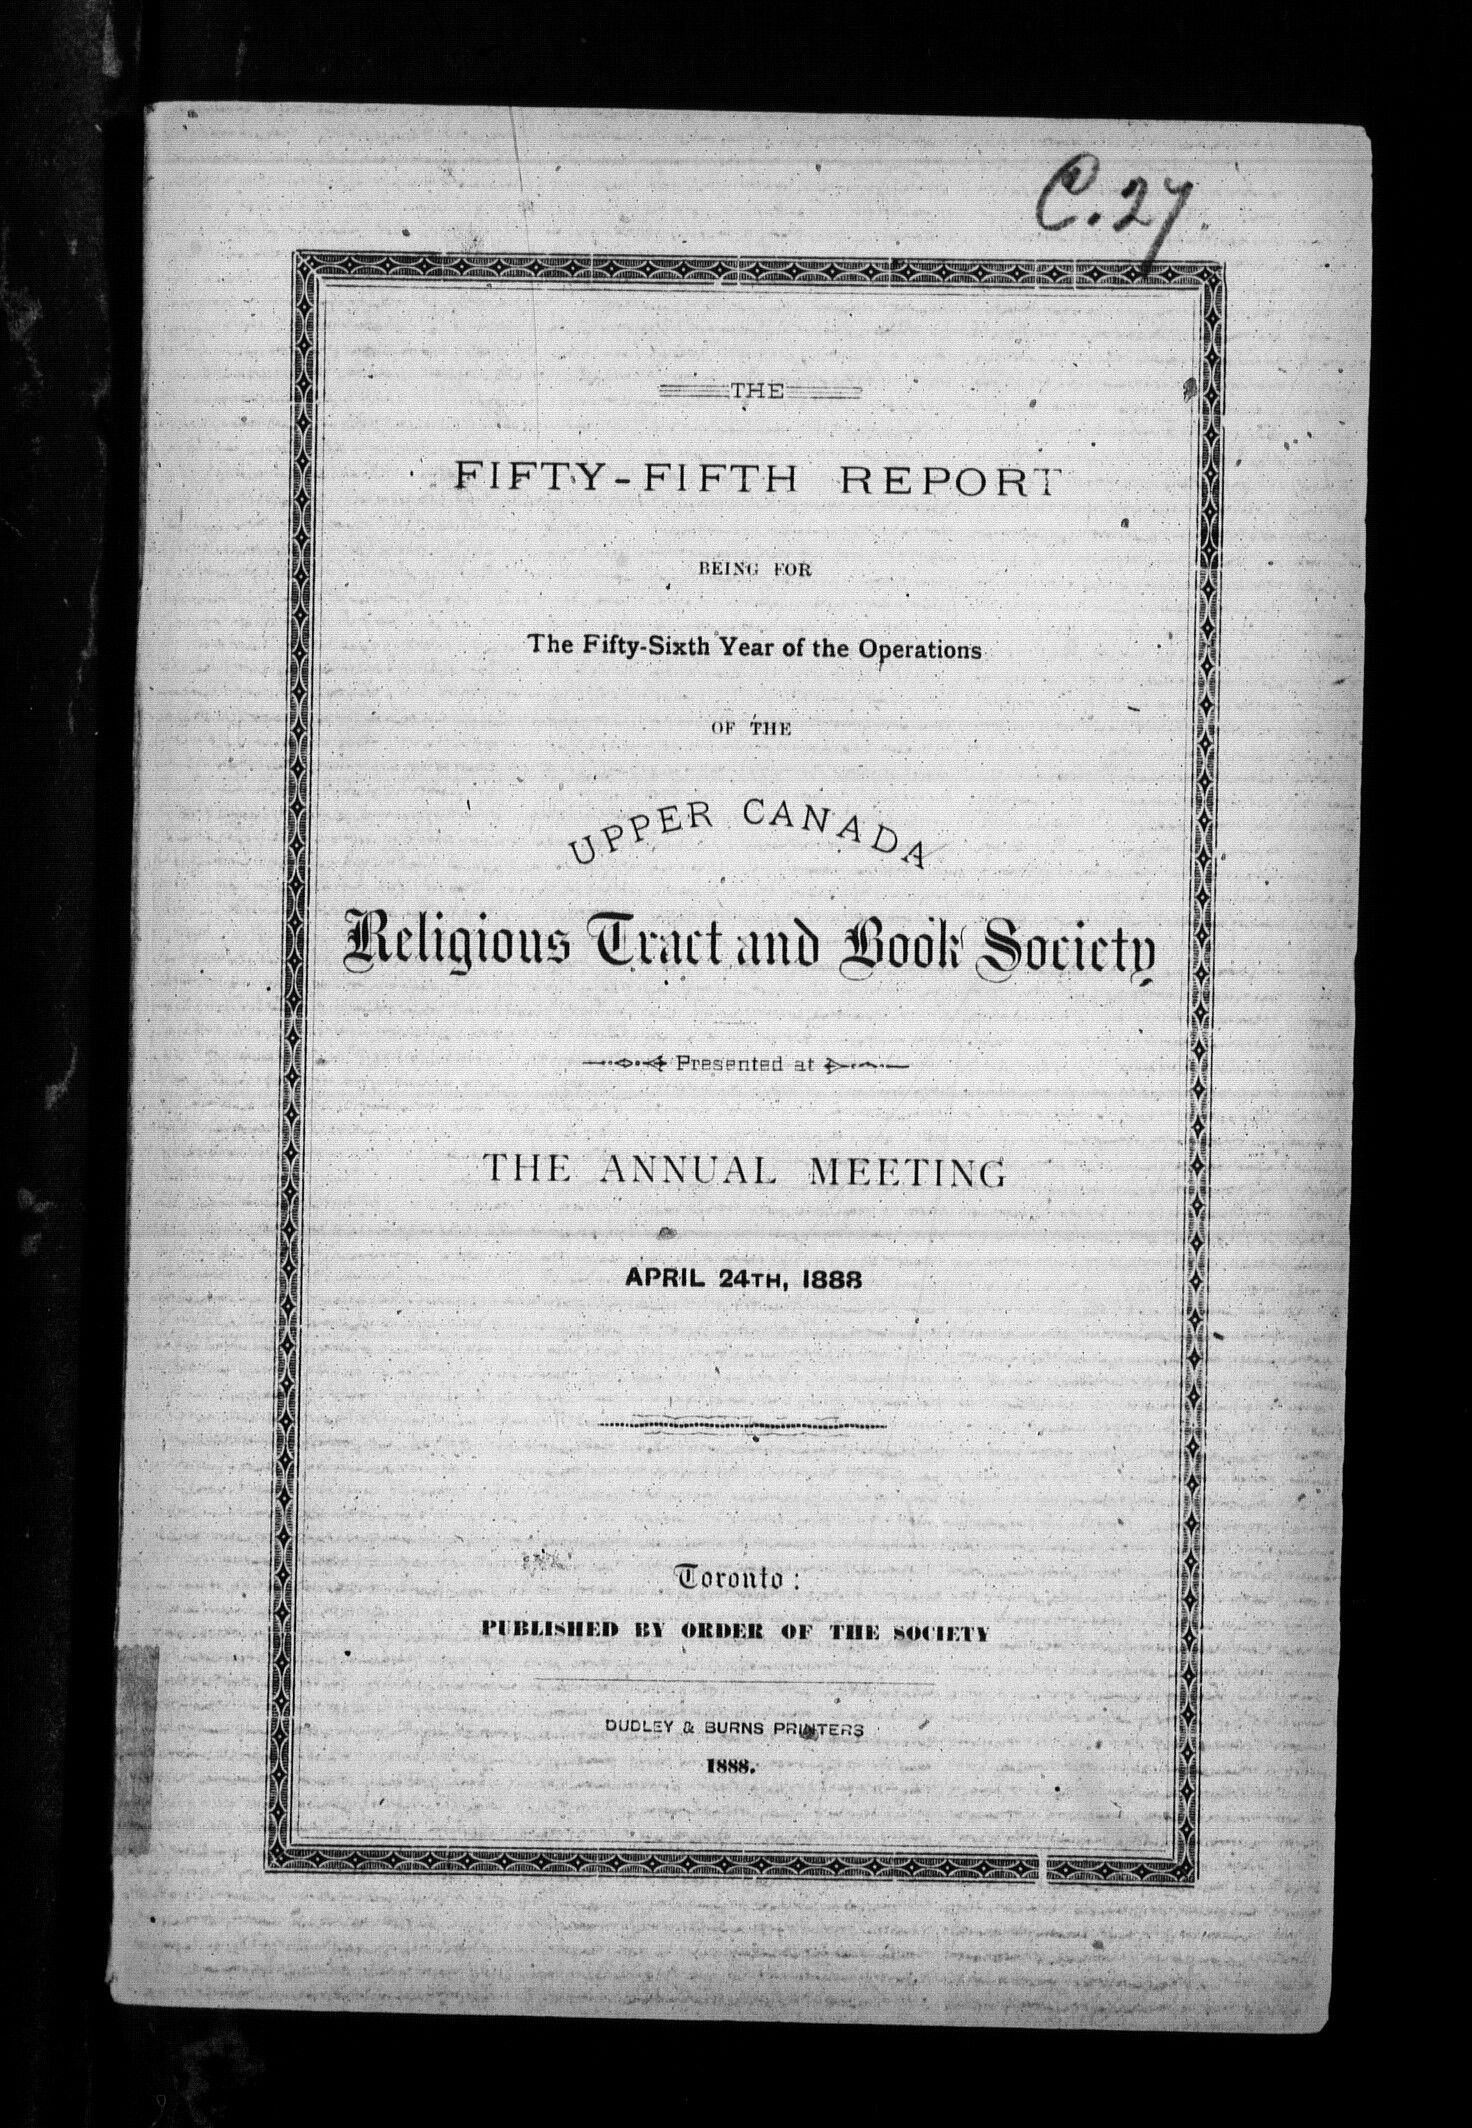 C.27
THE
FIFTY-FIFTH REPORT
BEING FOR
The Fifty-Sixth Year of the Operations
OF THE
UPPER CANADA
Religious Tract and Book Society
Presented at
THE ANNUAL MEETING
APRIL 24TH, 1888
Toronto:
PUBLISHED BY ORDER OF THE SOCIETY
DUDLEY & BURNS PRINTERS
1888.